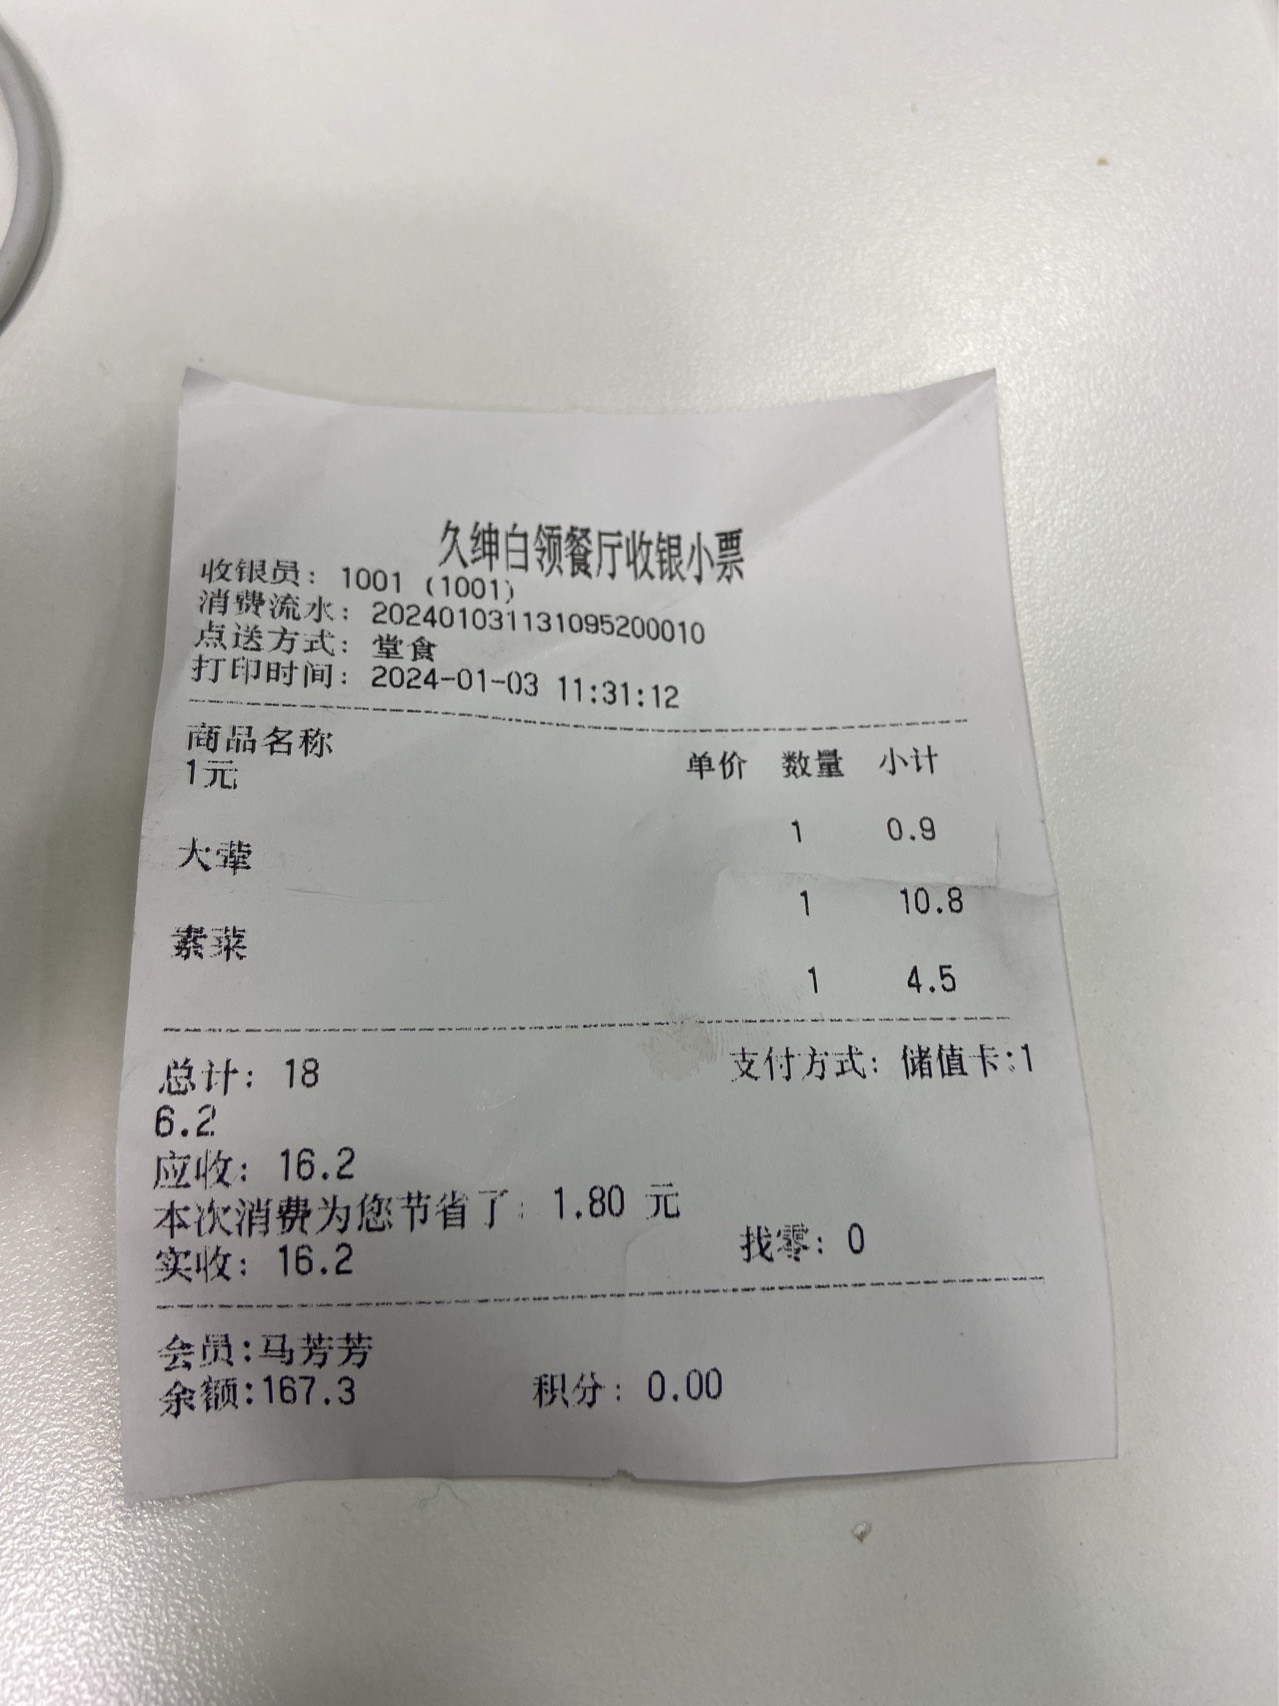 久绅白领餐厅收银小票
收银员：1001（1001）
消费流水：20240103113109520010
点送方式：堂食
打印时间：2024-01-03 11:31:12
商品名称 单价 数量 小计
1元
1 0.9
大荤
1 10.8
素菜
1 4.5
总计：18 支付方式：储值卡:1
6.2
应收：16.2
本次消费为您节省了：1.80 元
实收：16.2 找零：0
会员:马芳芳
余额:167.3 积分：0.00